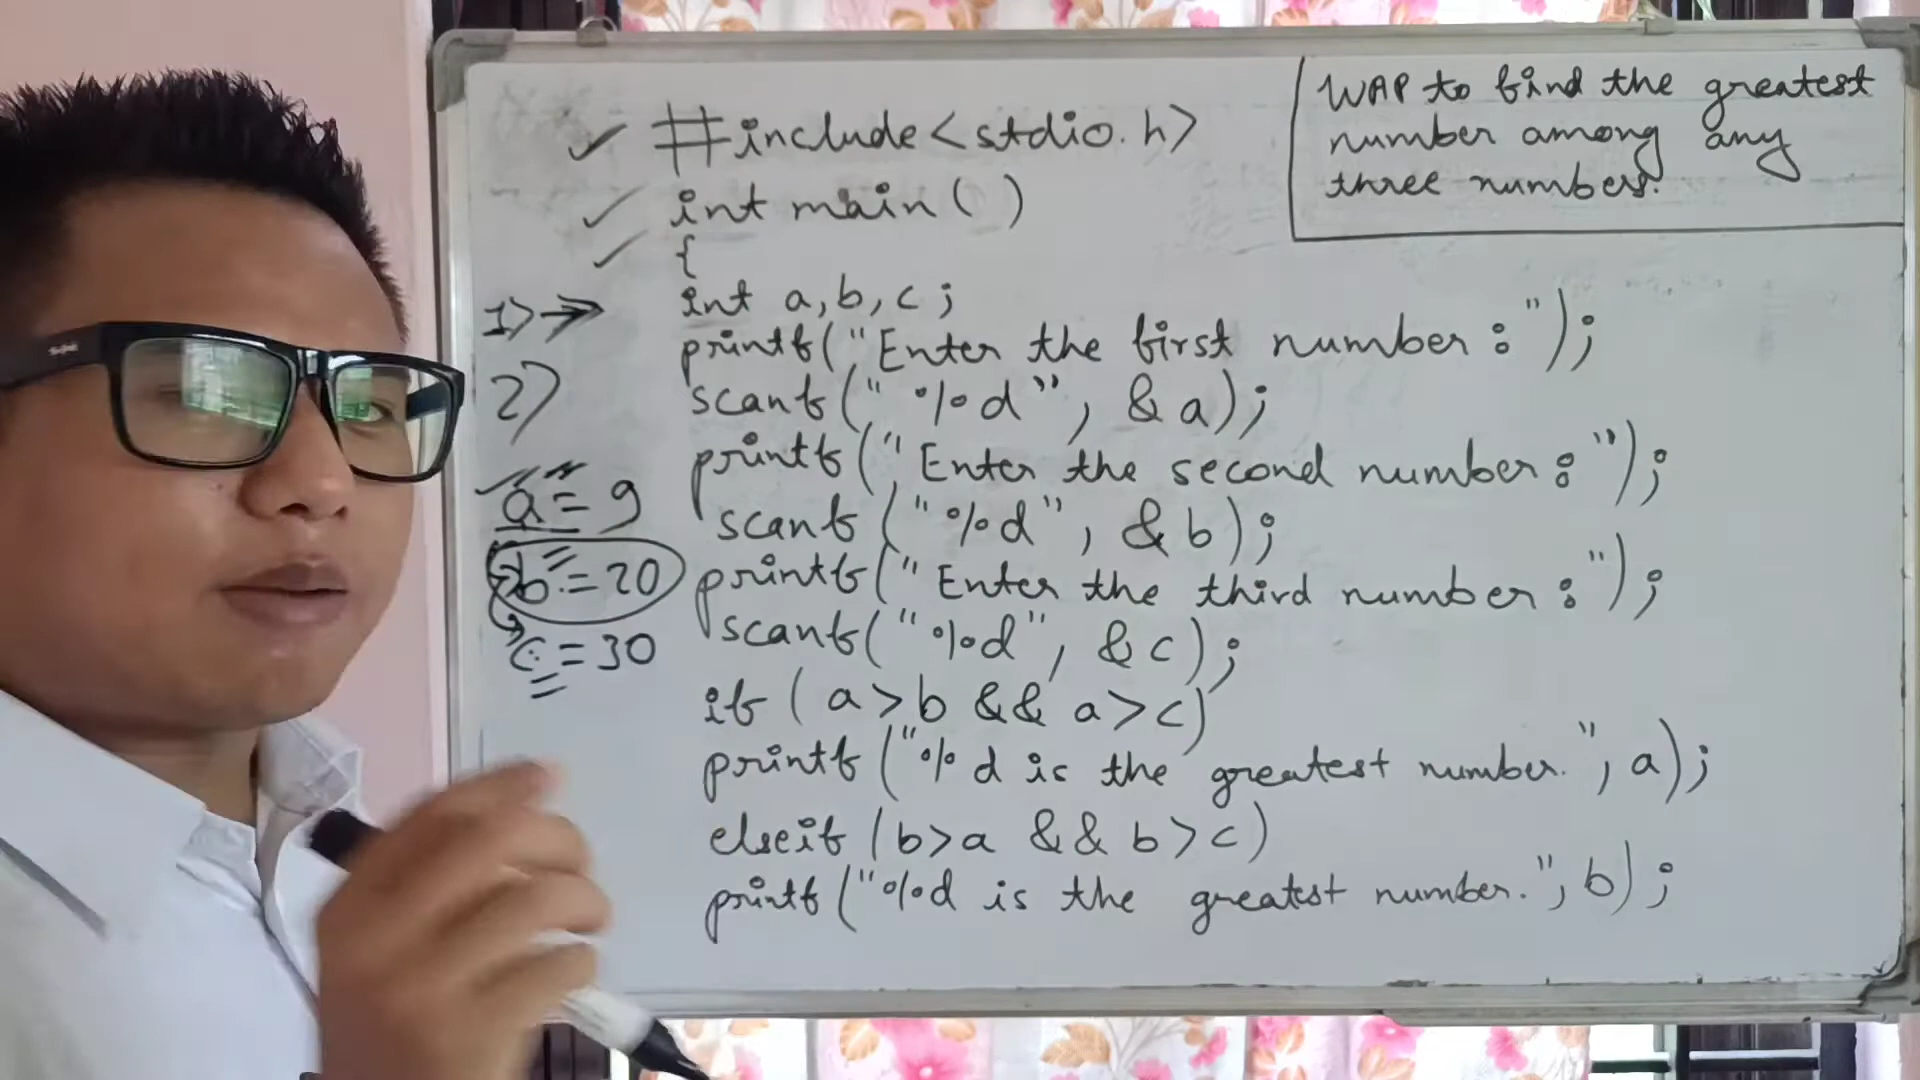 WAP to find the greatest
number among any
three numbers.
#include<stdio.h>
int main( )
{
int a,b,c;
printf("Enter the first number :");
scanf("%d", &a);
printf("Enter the second number :");
scanf("%d", &b);
printf("Enter the third number :");
scanf("%d", &c);
if (a>b && a>c)
printf("%d is the greatest number.", a);
elseif (b>a && b>c)
printf("%d is the greatest number.", b);
1)
2)
a = 9
b = 20
c = 30